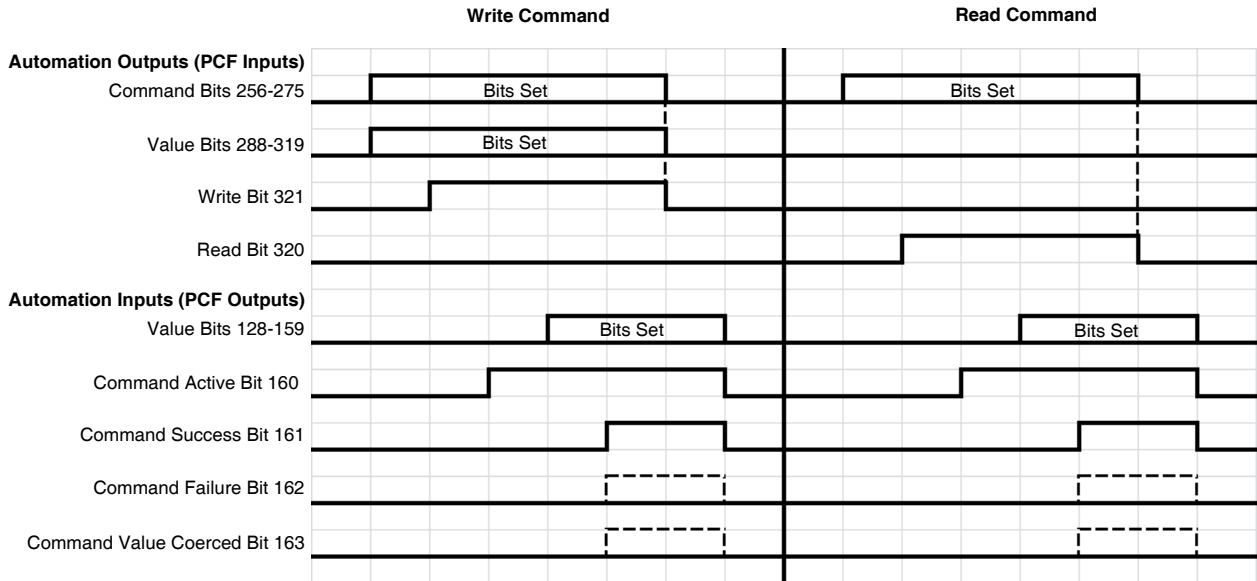 Write Command
Read Command
Automation Outputs (PCF Inputs)
Command Bits 256-275
Bits Set
Bits Set
Value Bits 288-319
Bits Set
Write Bit 321
Read Bit 320
Automation Inputs (PCF Outputs)
Value Bits 128-159
Bits Set
Bits Set
Command Active Bit 160
Command Success Bit 161
Command Failure Bit 162
Command Value Coerced Bit 163